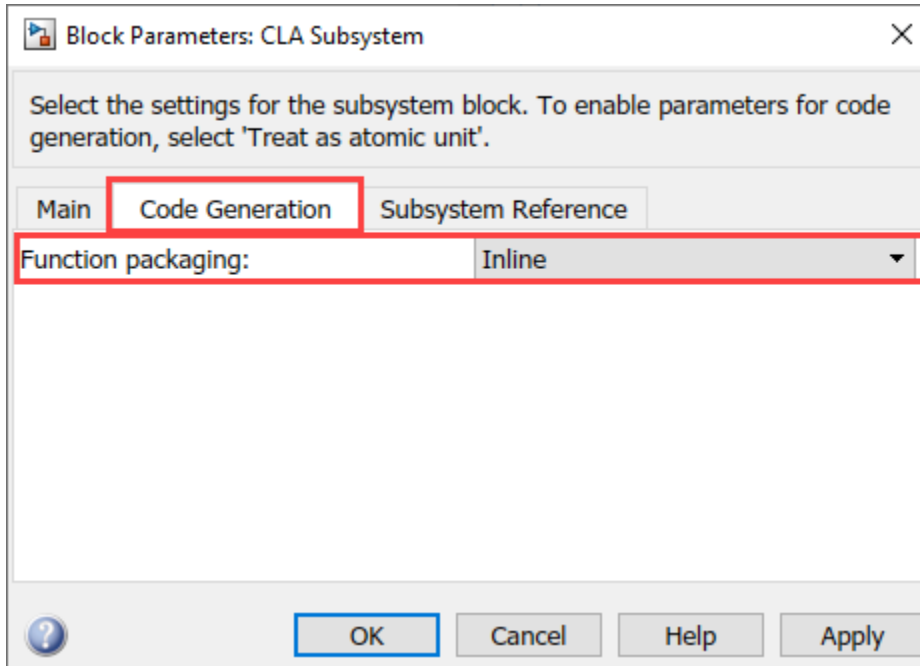 Block Parameters: CLA Subsystem
Select the settings for the subsystem block. To enable parameters for code
generation, select 'Treat as atomic unit'.
Main Code Generation Subsystem Reference
Function packaging: Inline
? OK Cancel Help Apply